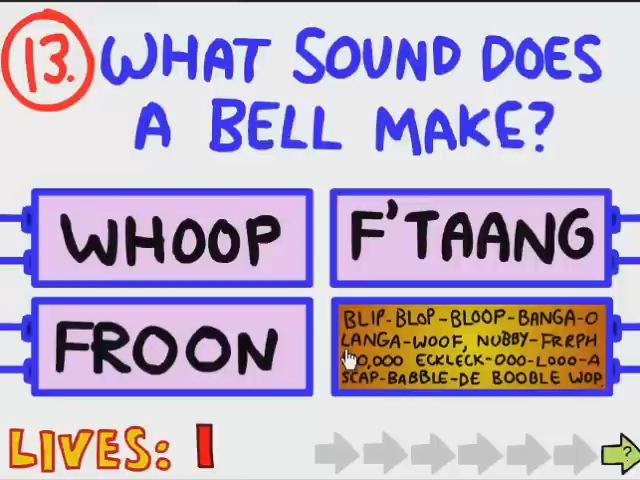 13. WHAT SOUND DOES
A BELL MAKE?
WHOOP
F'TAANG
FROON
BLIP-BLOP-BLOOP-BANGA-O
LANGA-WOOF, NUBBY-FRRPH
O,OOO ECKLECK-OOO-LOOO-A
SCAP-BABBLE-DE BOOBLE WOP
LIVES: 1
?